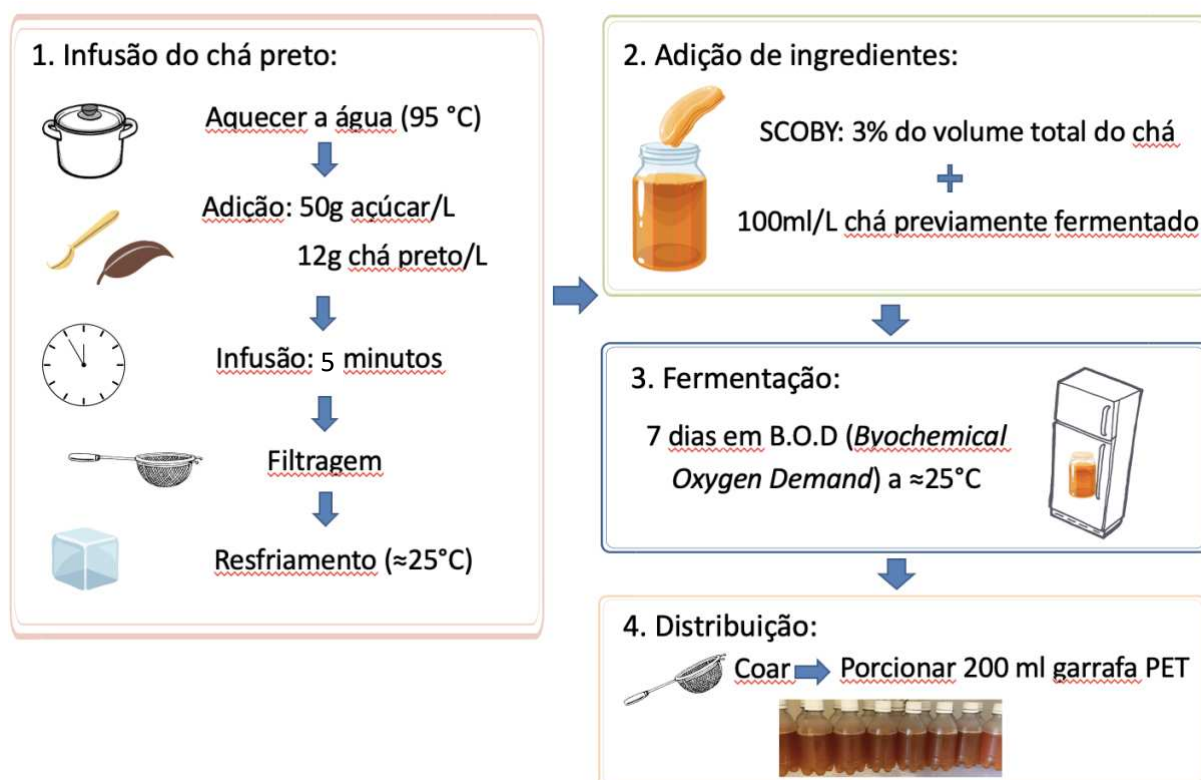 1. Infusão do chá preto:
Aquecer a água (95 °C)
Adição: 50g açúcar/L
12g chá preto/L
Infusão: 5 minutos
Filtragem
Resfriamento (≈25°C)
2. Adição de ingredientes:
SCOBY: 3% do volume total do chá
100ml/L chá previamente fermentado
3. Fermentação:
7 dias em B.O.D (Byochemical
Oxygen Demand) a ≈25°C
4. Distribuição:
Coar Porcionar 200 ml garrafa PET